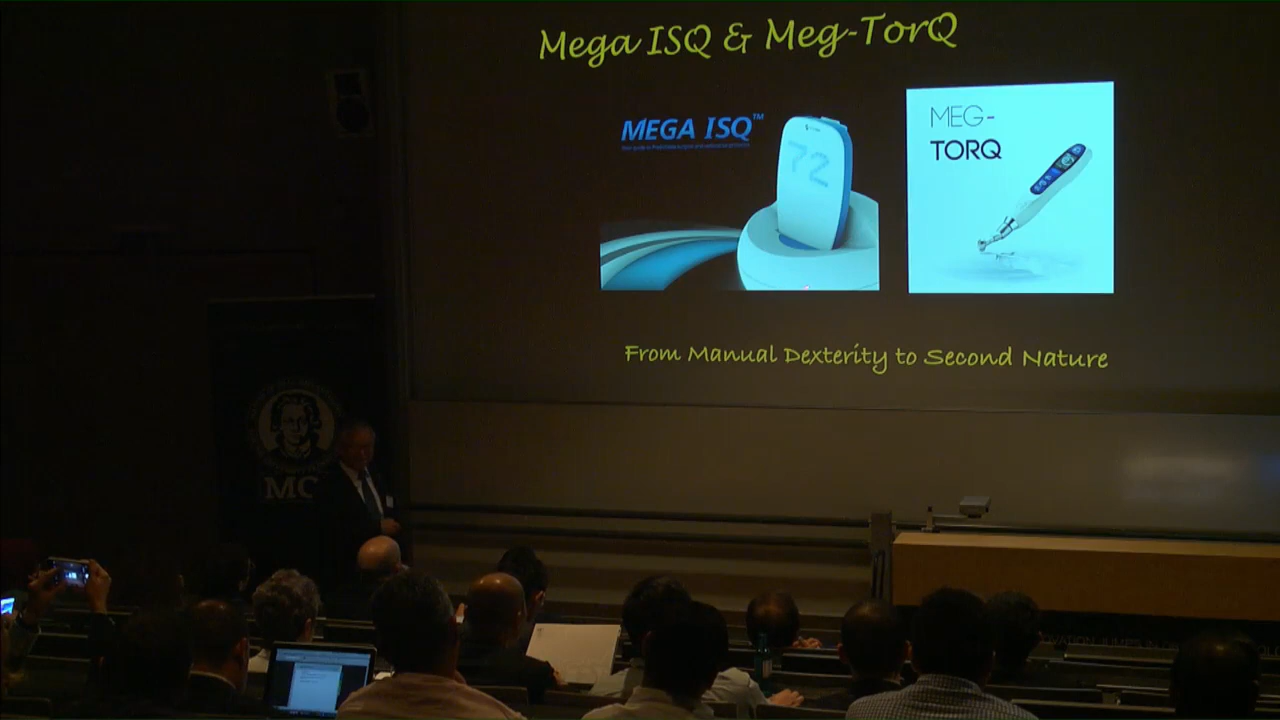 Mega ISQ & Meg-TorQ
MEGA ISQ™
72
MEG-
TORQ
From Manual Dexterity to Second Nature
MC